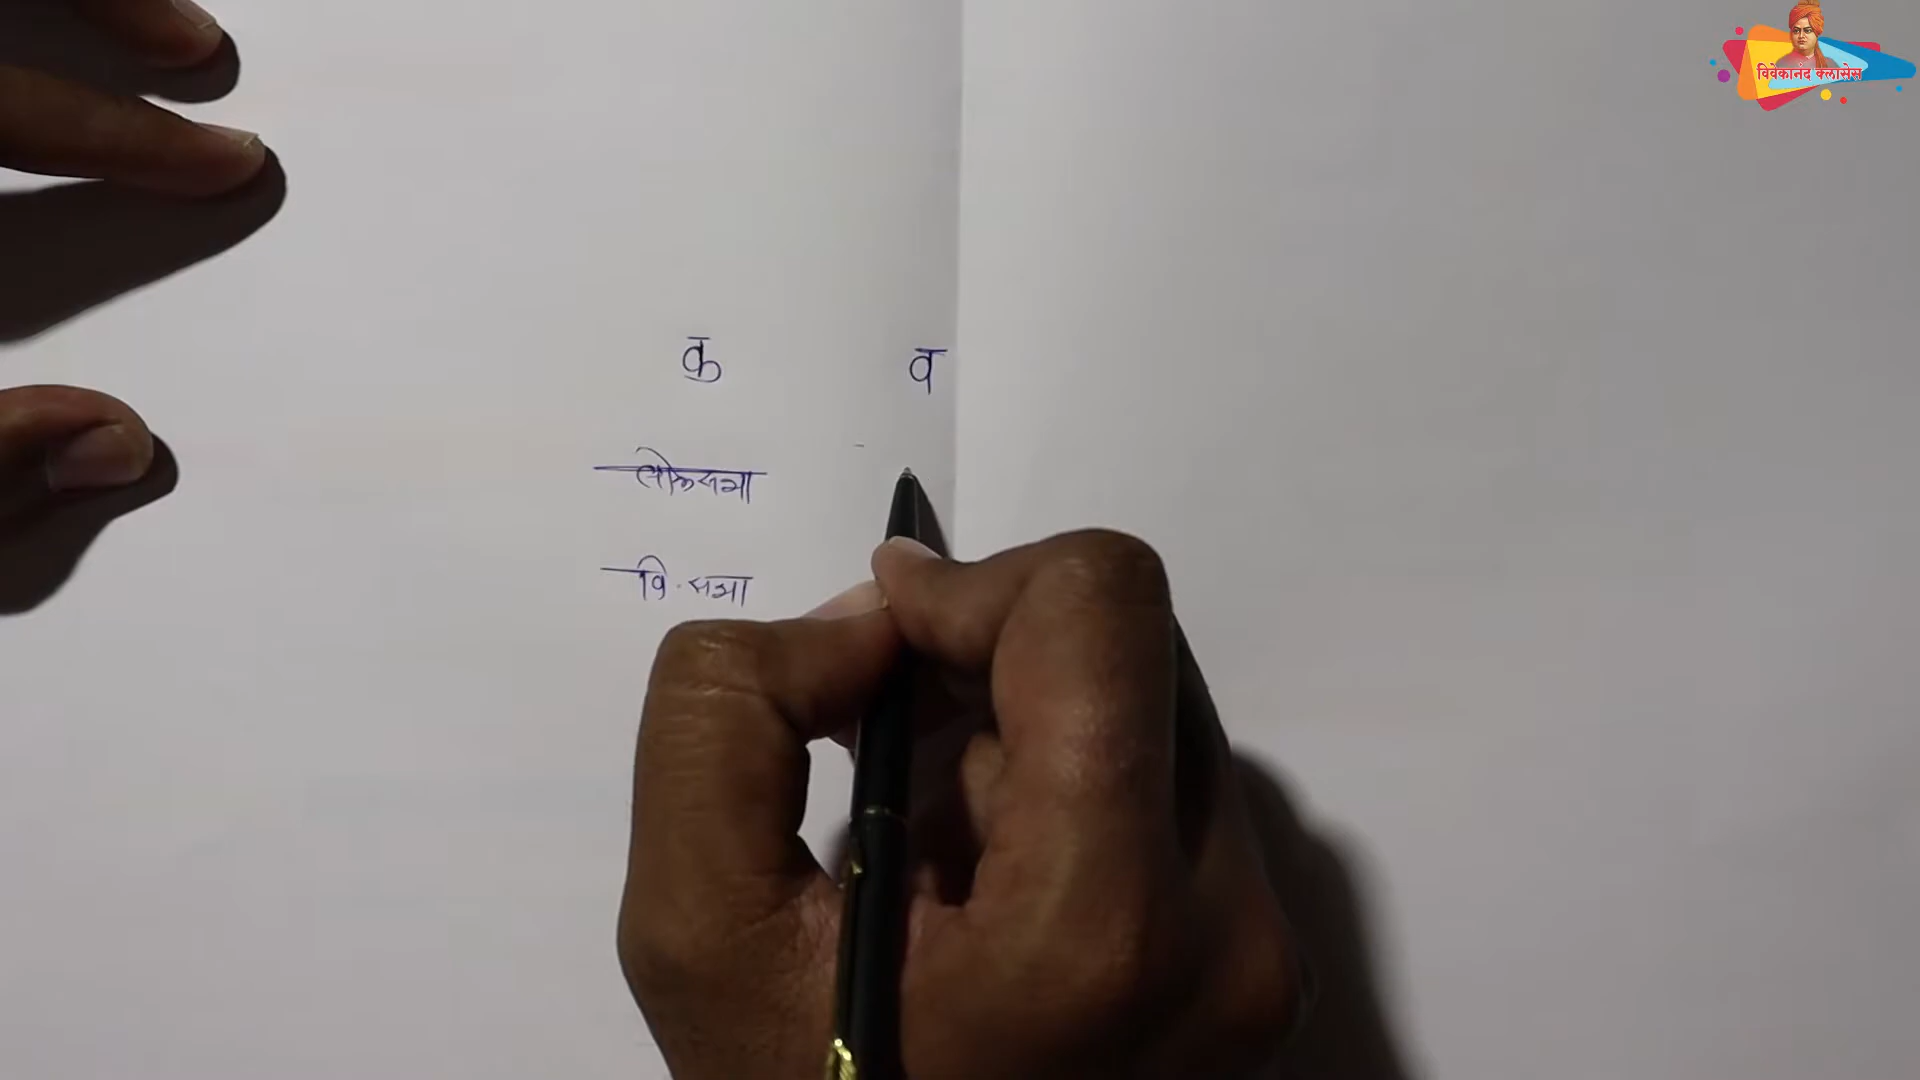 विवेकानंद क्लासेस
क व
लोकसभा
वि. सभा